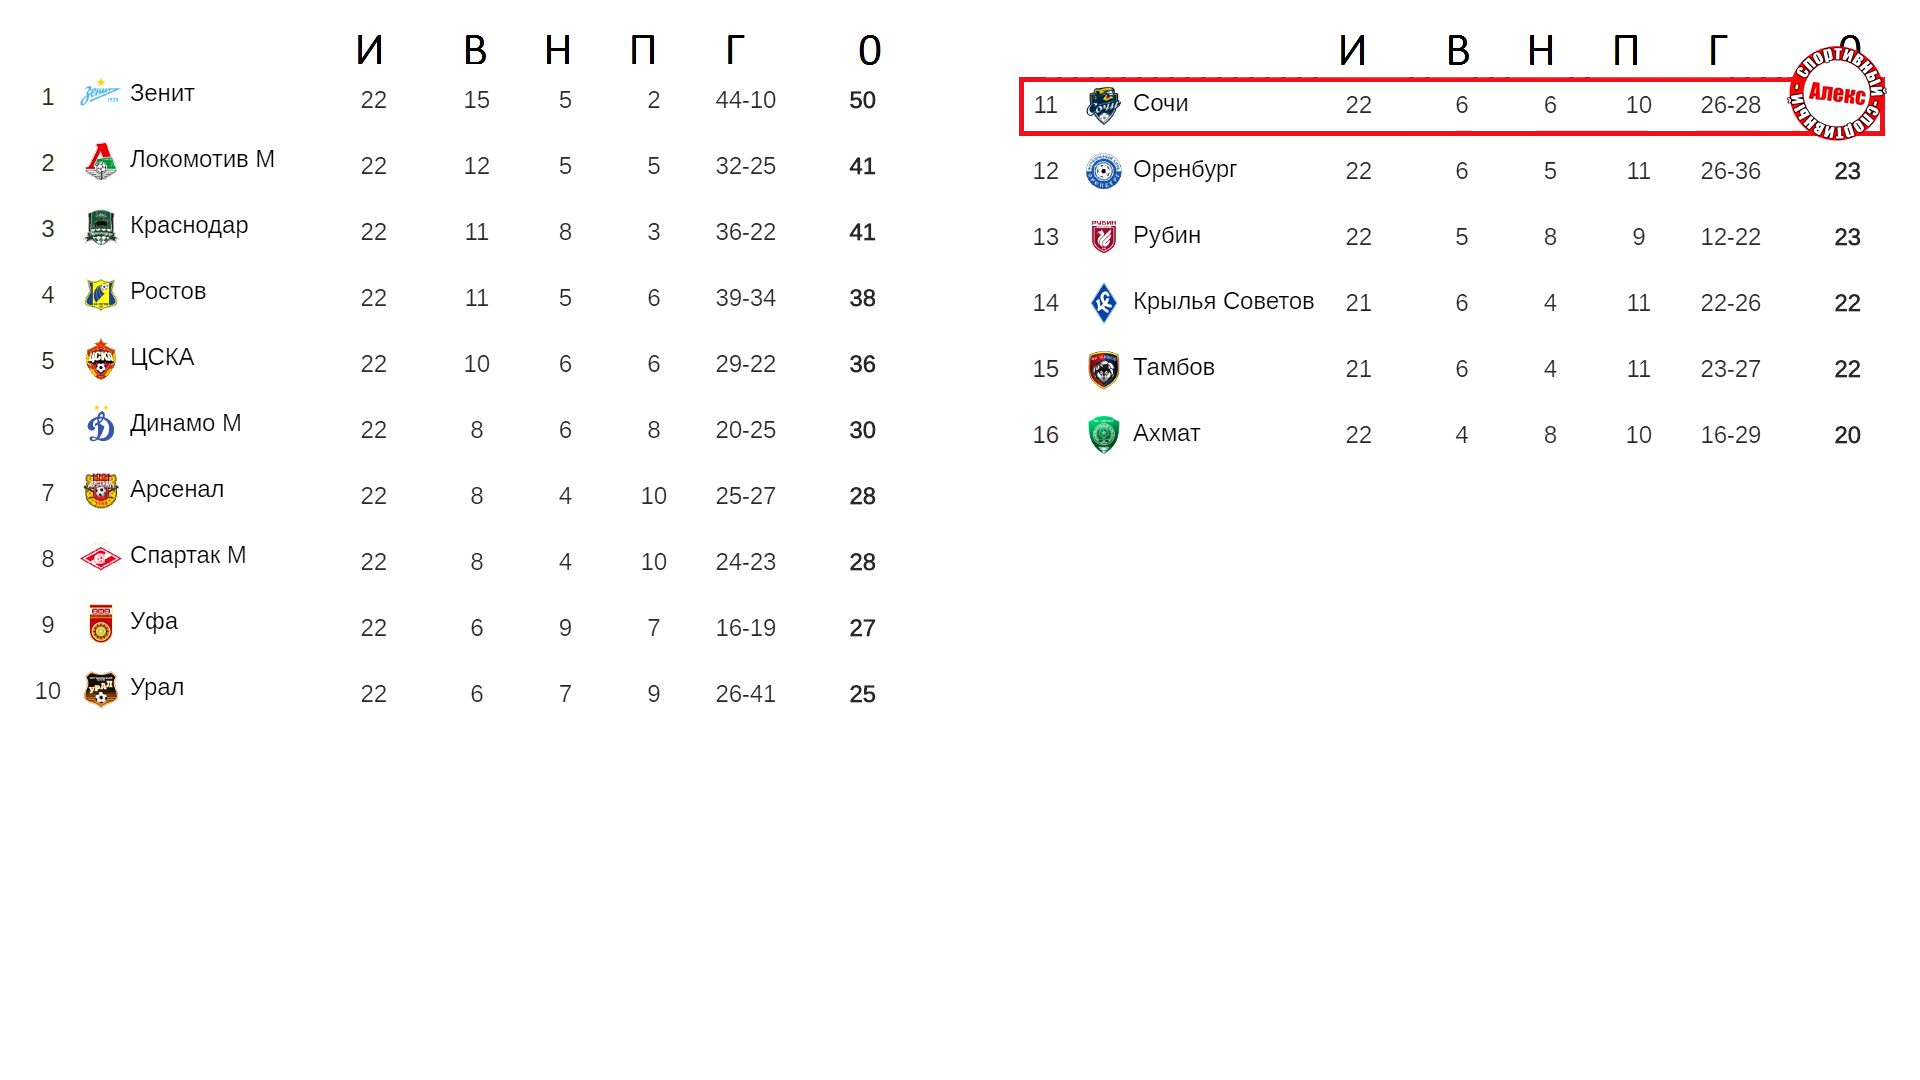 И В Н П Г О
1 Зенит 22 15 5 2 44-10 50
2 Локомотив М 22 12 5 5 32-25 41
3 Краснодар 22 11 8 3 36-22 41
4 Ростов 22 11 5 6 39-34 38
5 ЦСКА 22 10 6 6 29-22 36
6 Динамо М 22 8 6 8 20-25 30
7 Арсенал 22 8 4 10 25-27 28
8 Спартак М 22 8 4 10 24-23 28
9 Уфа 22 6 9 7 16-19 27
10 Урал 22 6 7 9 26-41 25
И В Н П Г О
11 Сочи 22 6 6 10 26-28
СПОРТИВНЫЙ
Алекс
СПОРТИВНЫЙ
12 Оренбург 22 6 5 11 26-36 23
13 Рубин 22 5 8 9 12-22 23
14 Крылья Советов 21 6 4 11 22-26 22
15 Тамбов 21 6 4 11 23-27 22
16 Ахмат 22 4 8 10 16-29 20